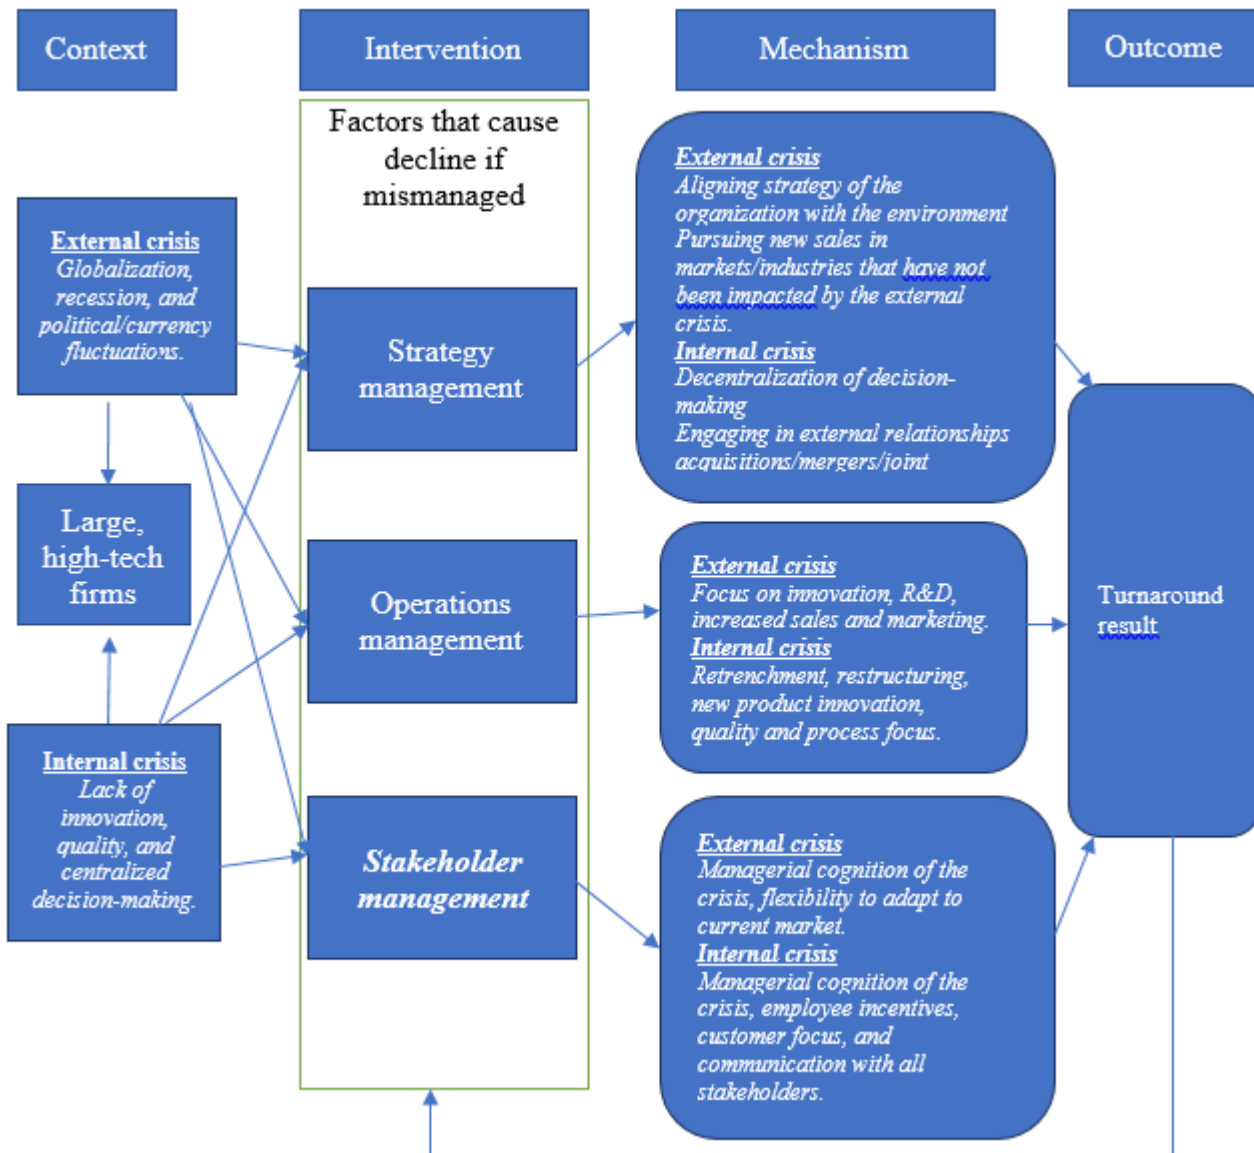 Context
Intervention
Mechanism
Outcome
Factors that cause
decline if
mismanaged
External crisis
Globalization,
recession, and
political/currency
fluctuations.
Large,
high-tech
firms
Internal crisis
Lack of
innovation,
quality, and
centralized
decision-making.
Strategy
management
Operations
management
Stakeholder
management
External crisis
Aligning strategy of the
organization with the environment
Pursuing new sales in
markets/industries that have not
been impacted by the external
crisis.
Internal crisis
Decentralization of decision-
making
Engaging in external relationships
acquisitions/mergers/joint
External crisis
Focus on innovation, R&D,
increased sales and marketing.
Internal crisis
Retrenchment, restructuring,
new product innovation,
quality and process focus.
External crisis
Managerial cognition of the
crisis, flexibility to adapt to
current market.
Internal crisis
Managerial cognition of the
crisis, employee incentives,
customer focus, and
communication with all
stakeholders.
Turnaround
result